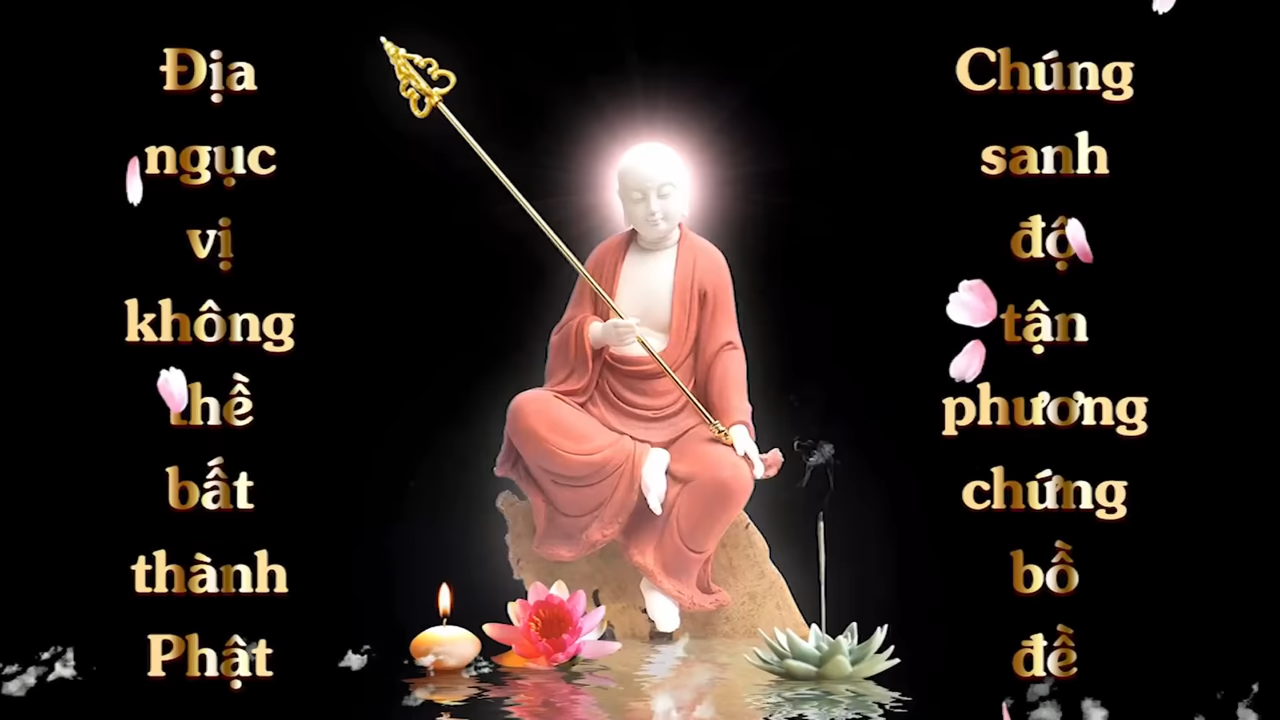 Địa
ngục
vị
không
thề
bất
thành
Phật
Chúng
sanh
độ
tận
phương
chứng
bồ
đề